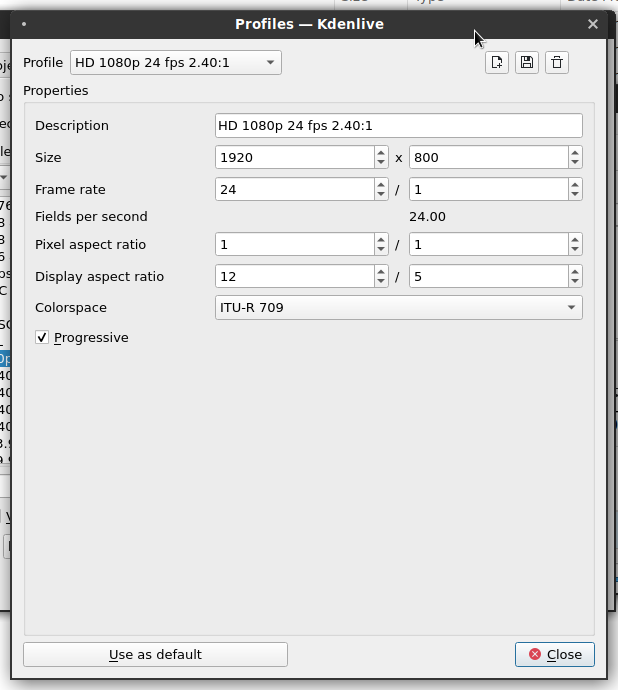 Profiles — Kdenlive
Profile HD 1080p 24 fps 2.40:1
Properties
Description HD 1080p 24 fps 2.40:1
Size 1920 x 800
Frame rate 24 / 1
Fields per second 24.00
Pixel aspect ratio 1 / 1
Display aspect ratio 12 / 5
Colorspace ITU-R 709
Progressive
Use as default Close